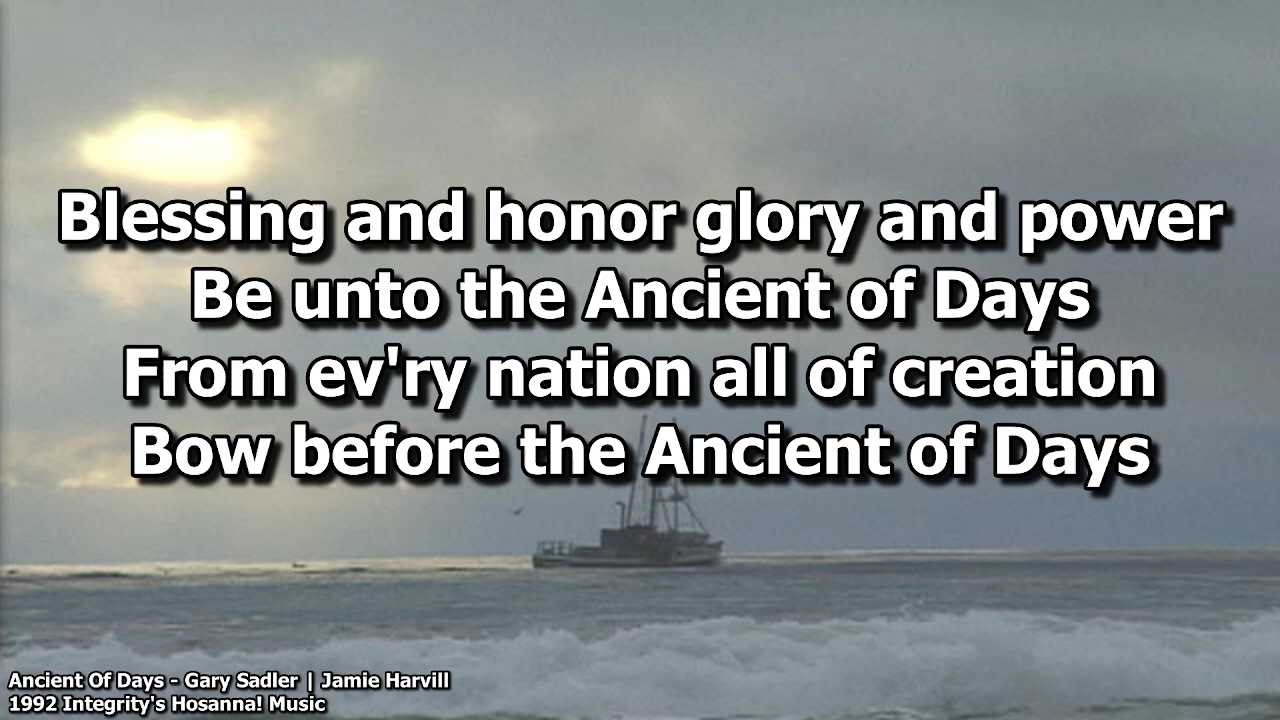 Blessing and honor glory and power
Be unto the Ancient of Days
From ev'ry nation all of creation
Bow before the Ancient of Days
Ancient Of Days - Gary Sadler | Jamie Harvill
1992 Integrity's Hosanna! Music